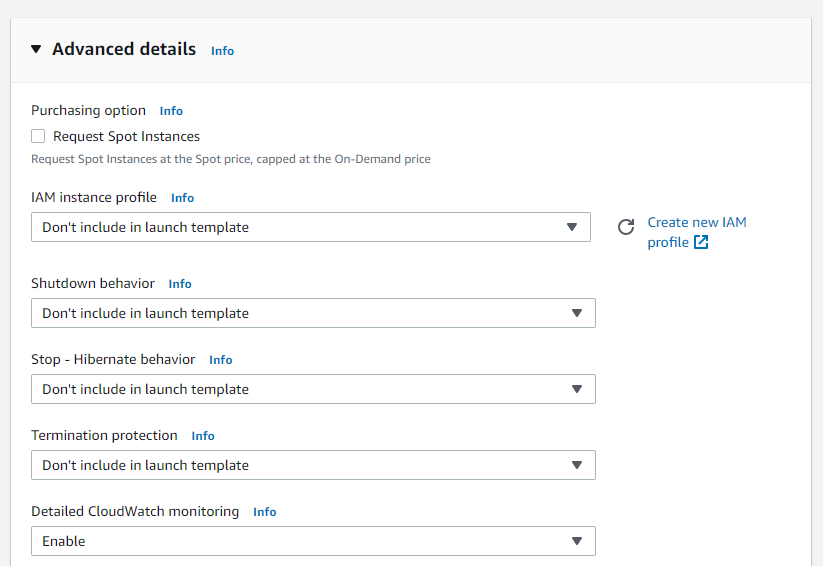 Advanced details Info
Purchasing option Info
Request Spot Instances
Request Spot Instances at the Spot price, capped at the On-Demand price
IAM instance profile Info
Don't include in launch template
Create new IAM
profile
Shutdown behavior Info
Don't include in launch template
Stop - Hibernate behavior Info
Don't include in launch template
Termination protection Info
Don't include in launch template
Detailed CloudWatch monitoring Info
Enable